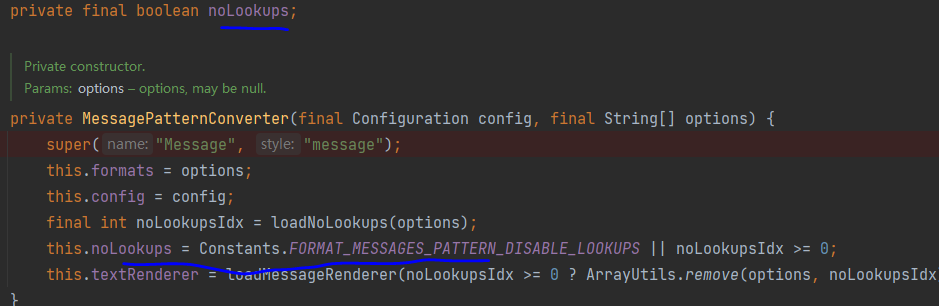 private final boolean noLookups;
Private constructor.
Params: options – options, may be null.
private MessagePatternConverter(final Configuration config, final String[] options) {
super( name: "Message", style: "message");
this.formats = options;
this.config = config;
final int noLookupsIdx = loadNoLookups(options);
this.noLookups = Constants.FORMAT_MESSAGES_PATTERN_DISABLE_LOOKUPS || noLookupsIdx >= 0;
this.textRenderer = loadMessageRenderer(noLookupsIdx >= 0 ? ArrayUtils.remove(options, noLookupsIdx
}